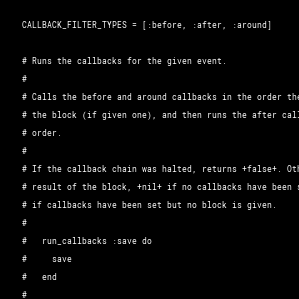 CALLBACK_FILTER_TYPES = [:before, :after, :around]
# Runs the callbacks for the given event.
#
# Calls the before and around callbacks in the order
# the block (if given one), and then runs the after
# order.
#
# If the callback chain was halted, returns +false+.
# result of the block, +nil+ if no callbacks have been
# if callbacks have been set but no block is given.
#
#   run_callbacks :save do
#     save
#   end
#